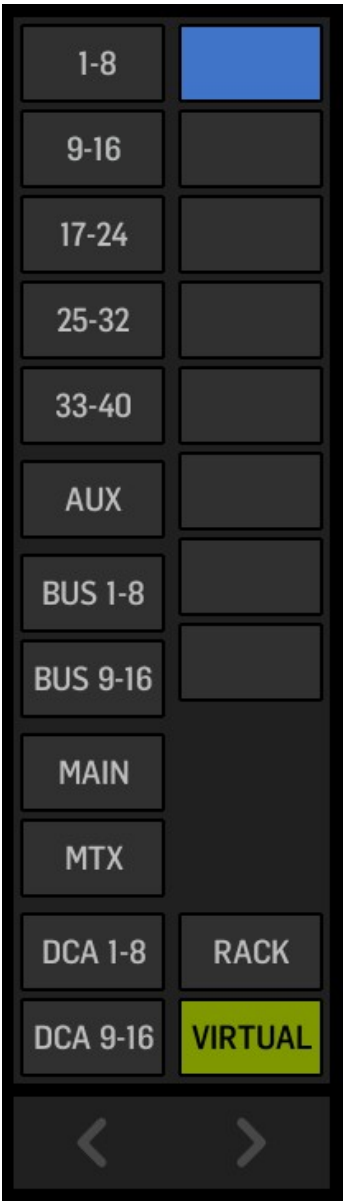 1-8
9-16
17-24
25-32
33-40
AUX
BUS 1-8
BUS 9-16
MAIN
MTX
DCA 1-8 RACK
DCA 9-16 VIRTUAL